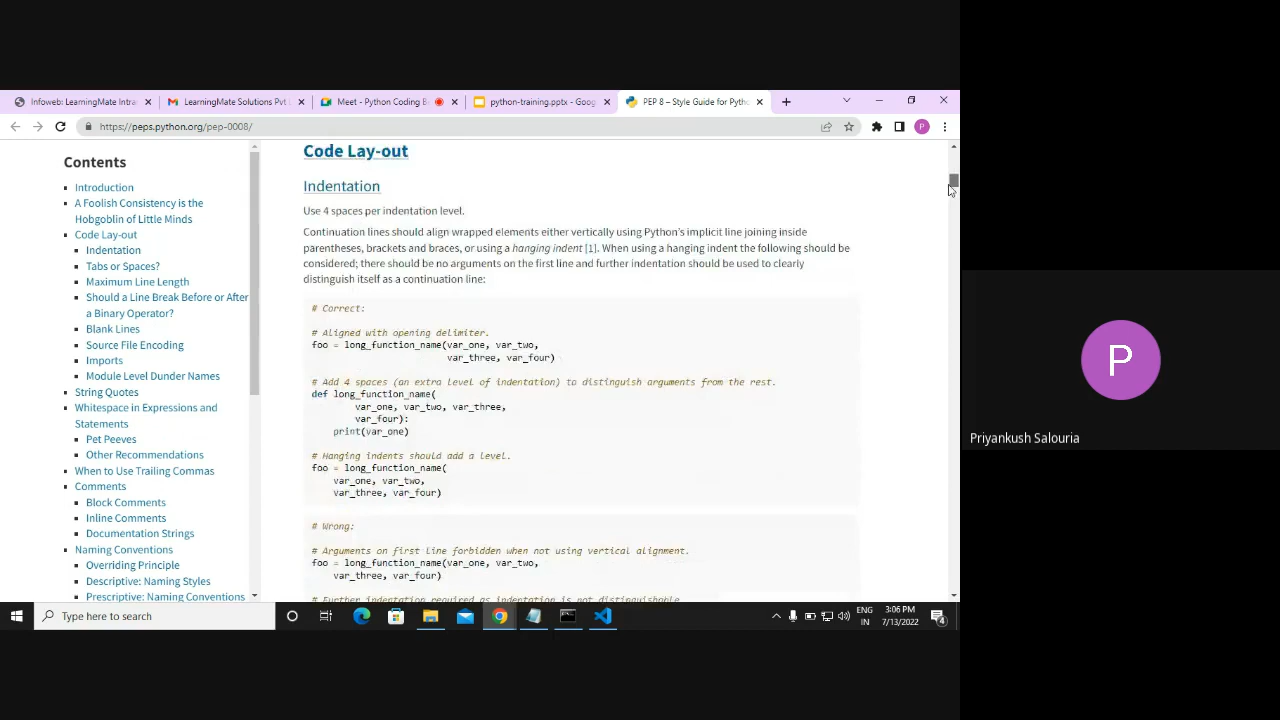 Infoweb: LearningMate Intra
LearningMate Solutions Pvt L
Meet - Python Coding B
python-training.pptx - Goog
PEP 8 – Style Guide for Pytho
https://peps.python.org/pep-0008/
P
Contents
Introduction
A Foolish Consistency is the
Hobgoblin of Little Minds
Code Lay-out
Indentation
Tabs or Spaces?
Maximum Line Length
Should a Line Break Before or After
a Binary Operator?
Blank Lines
Source File Encoding
Imports
Module Level Dunder Names
String Quotes
Whitespace in Expressions and
Statements
Pet Peeves
Other Recommendations
When to Use Trailing Commas
Comments
Block Comments
Inline Comments
Documentation Strings
Naming Conventions
Overriding Principle
Descriptive: Naming Styles
Prescriptive: Naming Conventions
Code Lay-out
Indentation
Use 4 spaces per indentation level.
Continuation lines should align wrapped elements either vertically using Python's implicit line joining inside
parentheses, brackets and braces, or using a hanging indent [1]. When using a hanging indent the following should be
considered; there should be no arguments on the first line and further indentation should be used to clearly
distinguish itself as a continuation line:
# Correct:
# Aligned with opening delimiter.
foo = long_function_name(var_one, var_two,
var_three, var_four)
# Add 4 spaces (an extra level of indentation) to distinguish arguments from the rest.
def long_function_name(
var_one, var_two, var_three,
var_four):
print(var_one)
# Hanging indents should add a level.
foo = long_function_name(
var_one, var_two,
var_three, var_four)
# Wrong:
# Arguments on first line forbidden when not using vertical alignment.
foo = long_function_name(var_one, var_two,
var_three, var_four)
# Further indentation required as indentation is not distinguishable
Type here to search
ENG
IN
3:06 PM
7/13/2022
4
P
Priyankush Salouria